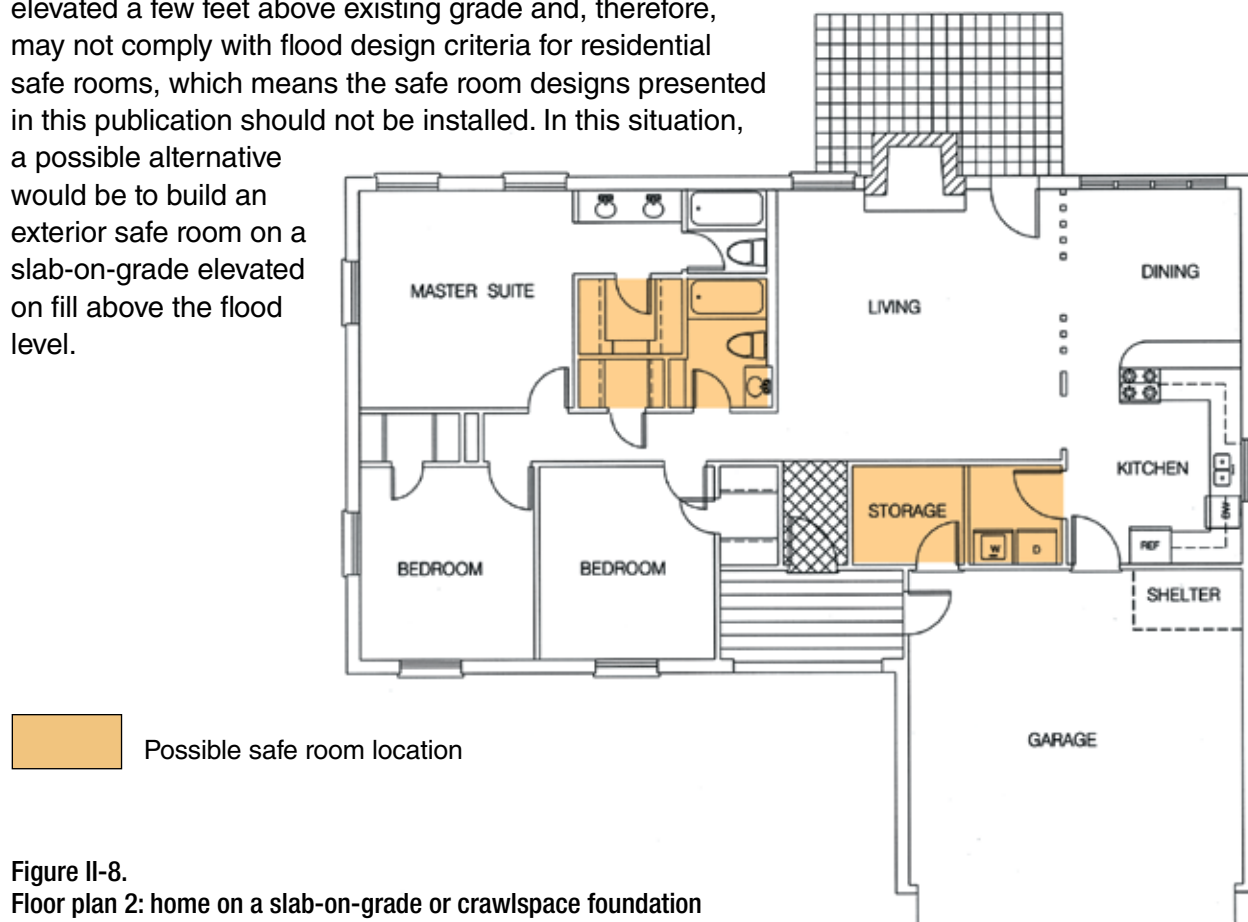 elevated a few feet above existing grade and, therefore,
may not comply with flood design criteria for residential
safe rooms, which means the safe room designs presented
in this publication should not be installed. In this situation,
a possible alternative
would be to build an
exterior safe room on a
slab-on-grade elevated
on fill above the flood
level.
MASTER SUITE
LIVING
DINING
KITCHEN
STORAGE
W
D
REF
DW
BEDROOM
BEDROOM
SHELTER
GARAGE
Possible safe room location
Figure II-8.
Floor plan 2: home on a slab-on-grade or crawlspace foundation